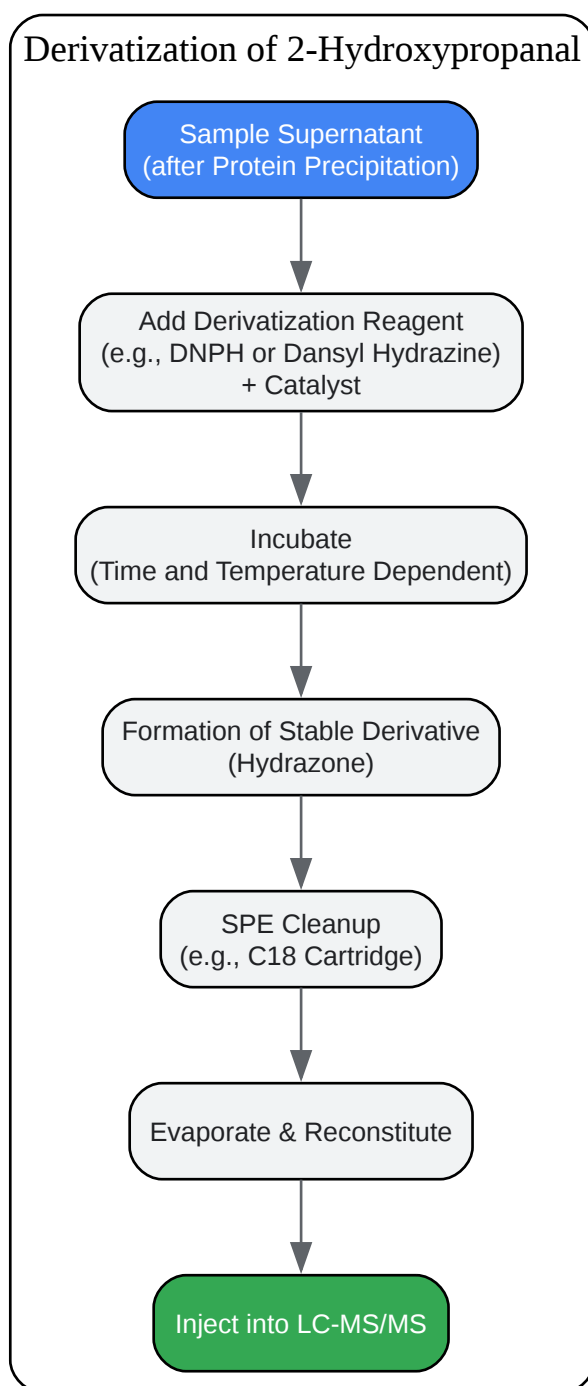 Derivatization of 2-Hydroxypropanal
Sample Supernatant
(after Protein Precipitation)
Add Derivatization Reagent
(e.g., DNPH or Dansyl Hydrazine)
+ Catalyst
Incubate
(Time and Temperature Dependent)
Formation of Stable Derivative
(Hydrazone)
SPE Cleanup
(e.g., C18 Cartridge)
Evaporate & Reconstitute
Inject into LC-MS/MS